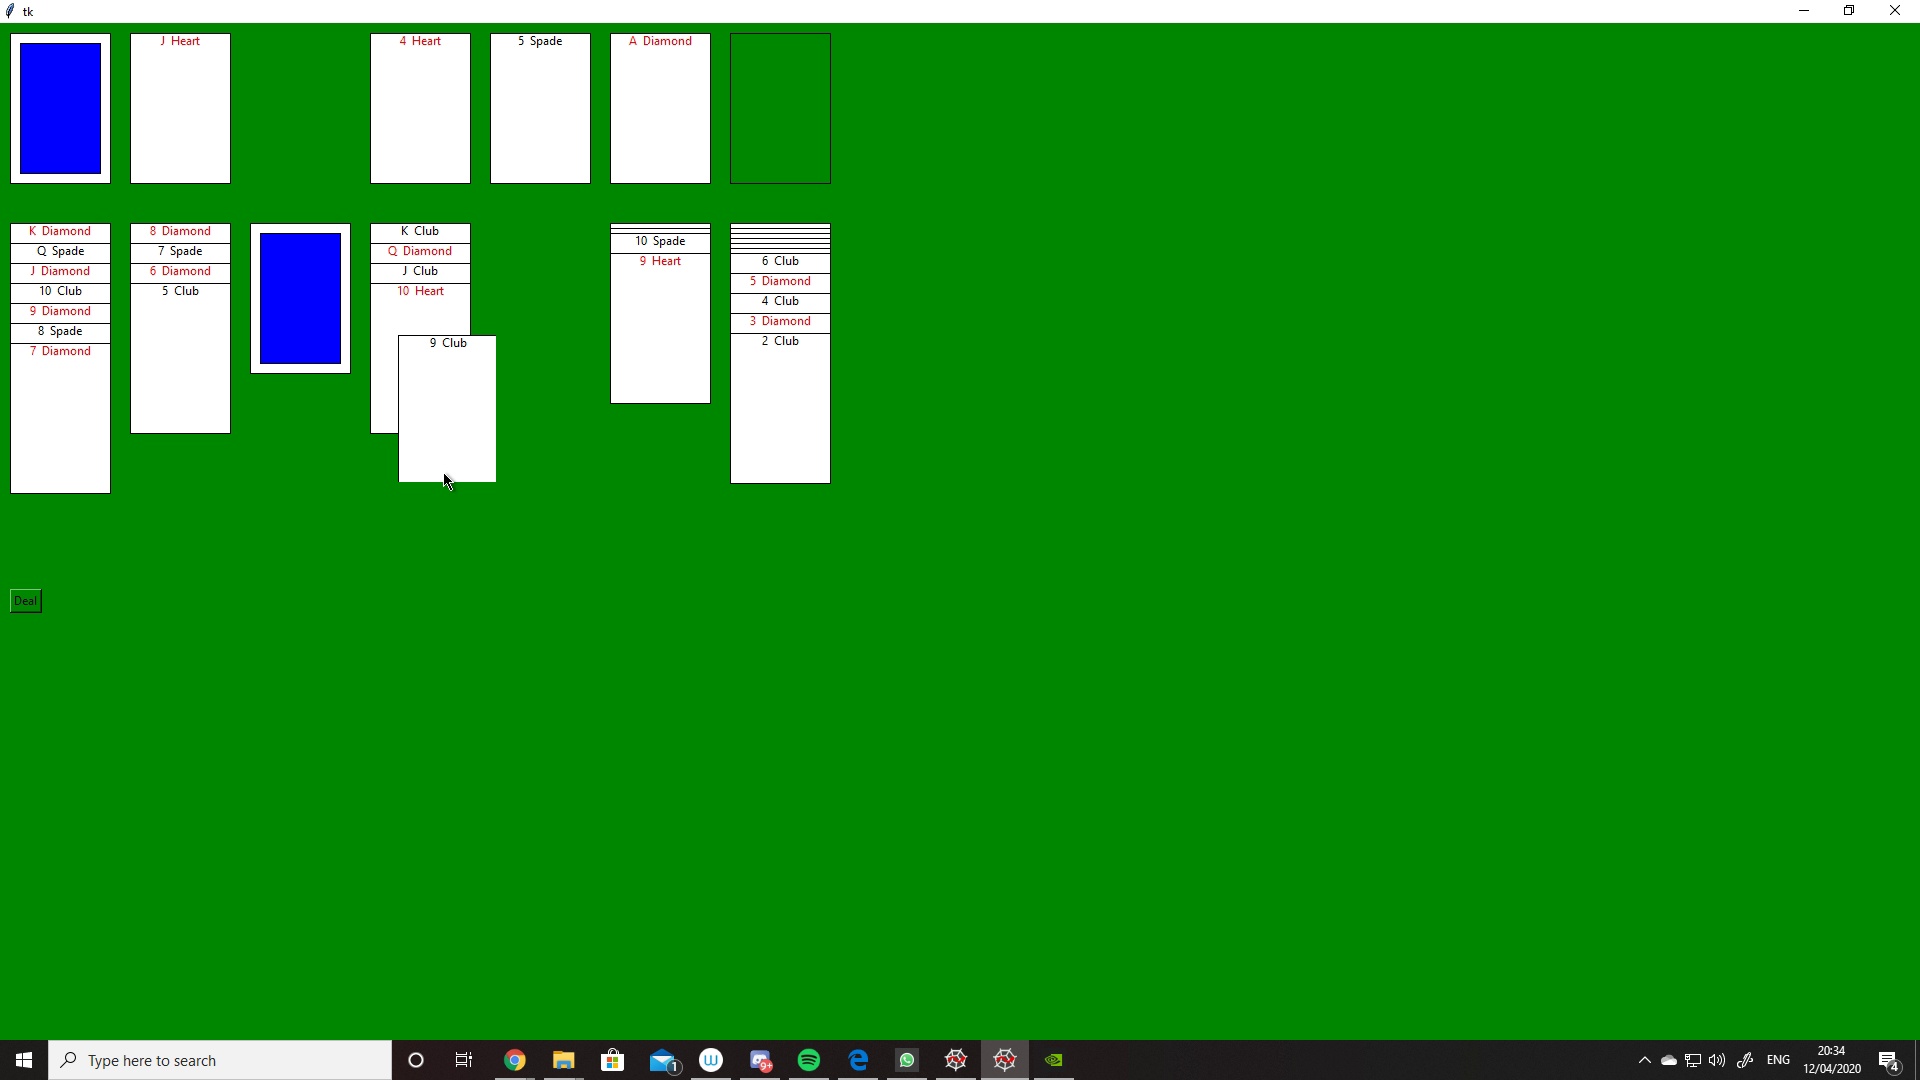 tk
J Heart
4 Heart
5 Spade
A Diamond
K Diamond
Q Spade
J Diamond
10 Club
9 Diamond
8 Spade
7 Diamond
8 Diamond
7 Spade
6 Diamond
5 Club
K Club
Q Diamond
J Club
10 Heart
9 Club
10 Spade
9 Heart
6 Club
5 Diamond
4 Club
3 Diamond
2 Club
Deal
Type here to search
1
W
9+
ENG
20:34
12/04/2020
4